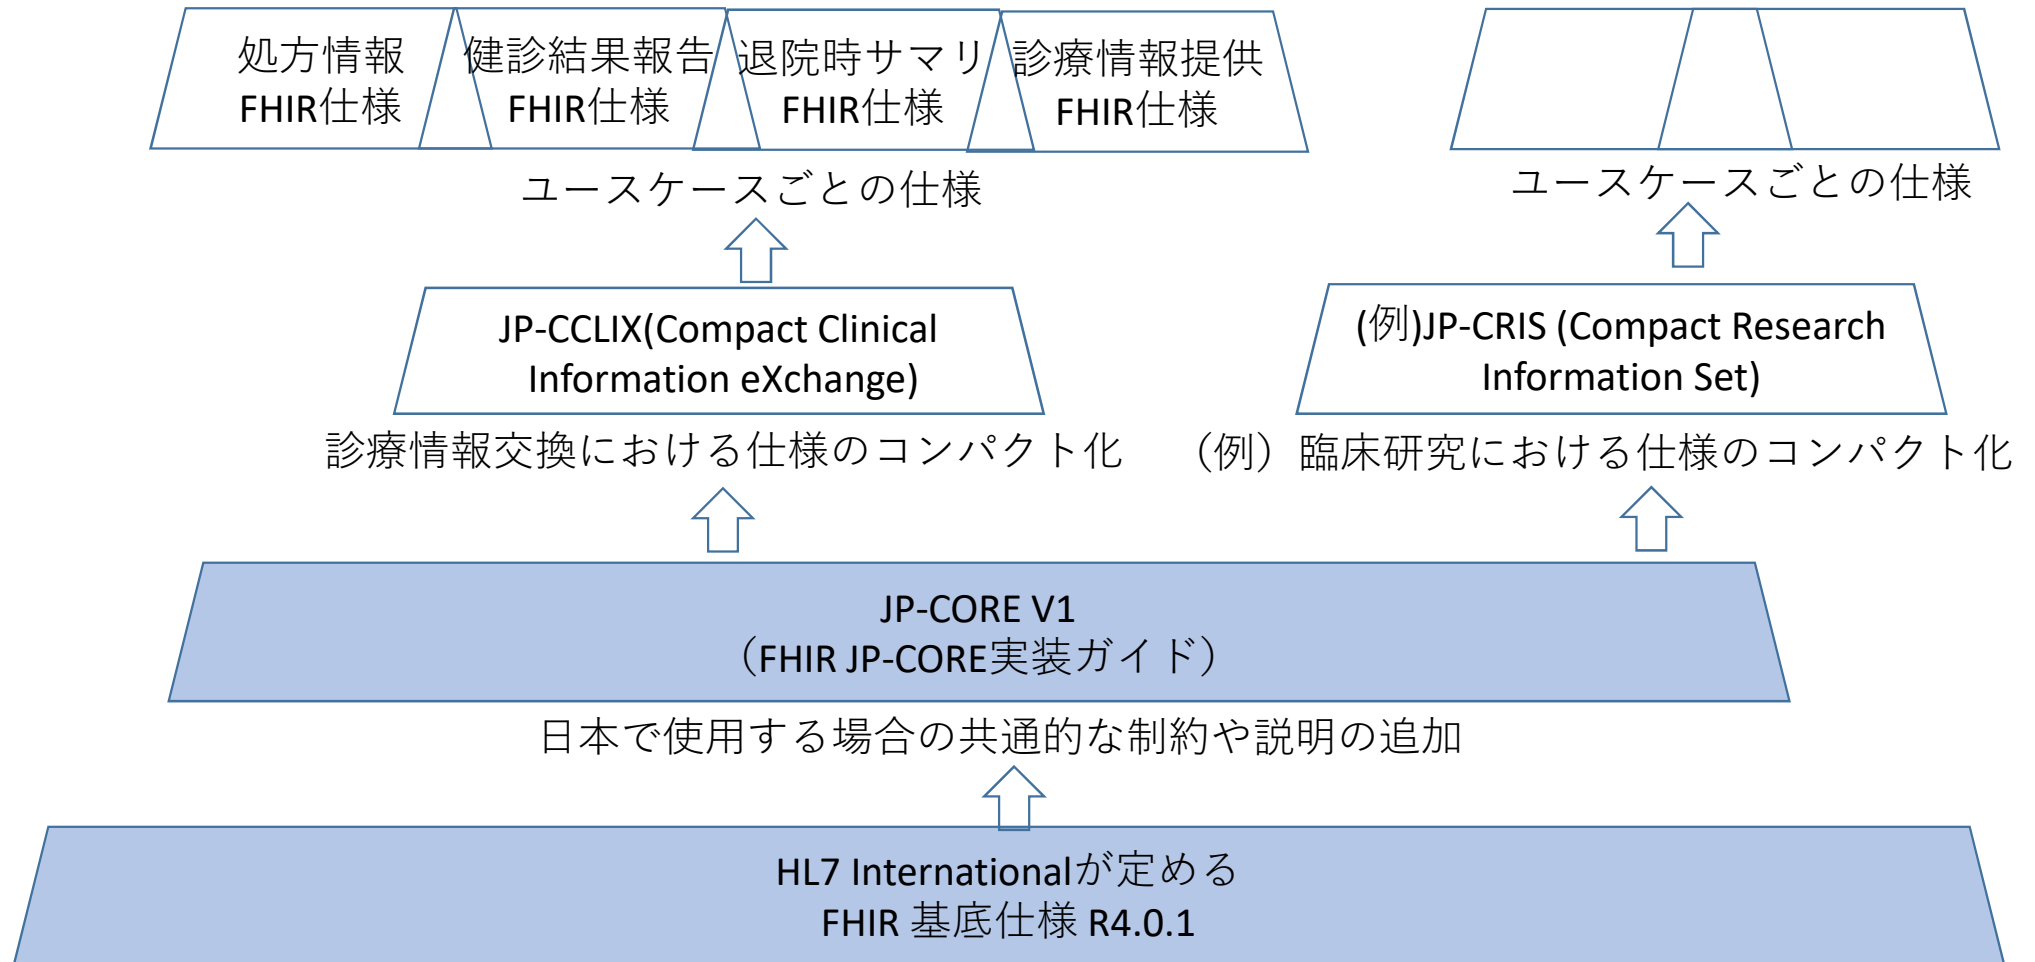 処方情報
FHIR仕様
健診結果報告
FHIR仕様
退院時サマリ
FHIR仕様
診療情報提供
FHIR仕様
ユースケースごとの仕様
ユースケースごとの仕様
JP-CCLIX(Compact Clinical
Information eXchange)
(例)JP-CRIS (Compact Research
Information Set)
診療情報交換における仕様のコンパクト化
（例）臨床研究における仕様のコンパクト化
JP-CORE V1
（FHIR JP-CORE実装ガイド）
日本で使用する場合の共通的な制約や説明の追加
HL7 Internationalが定める
FHIR 基底仕様 R4.0.1